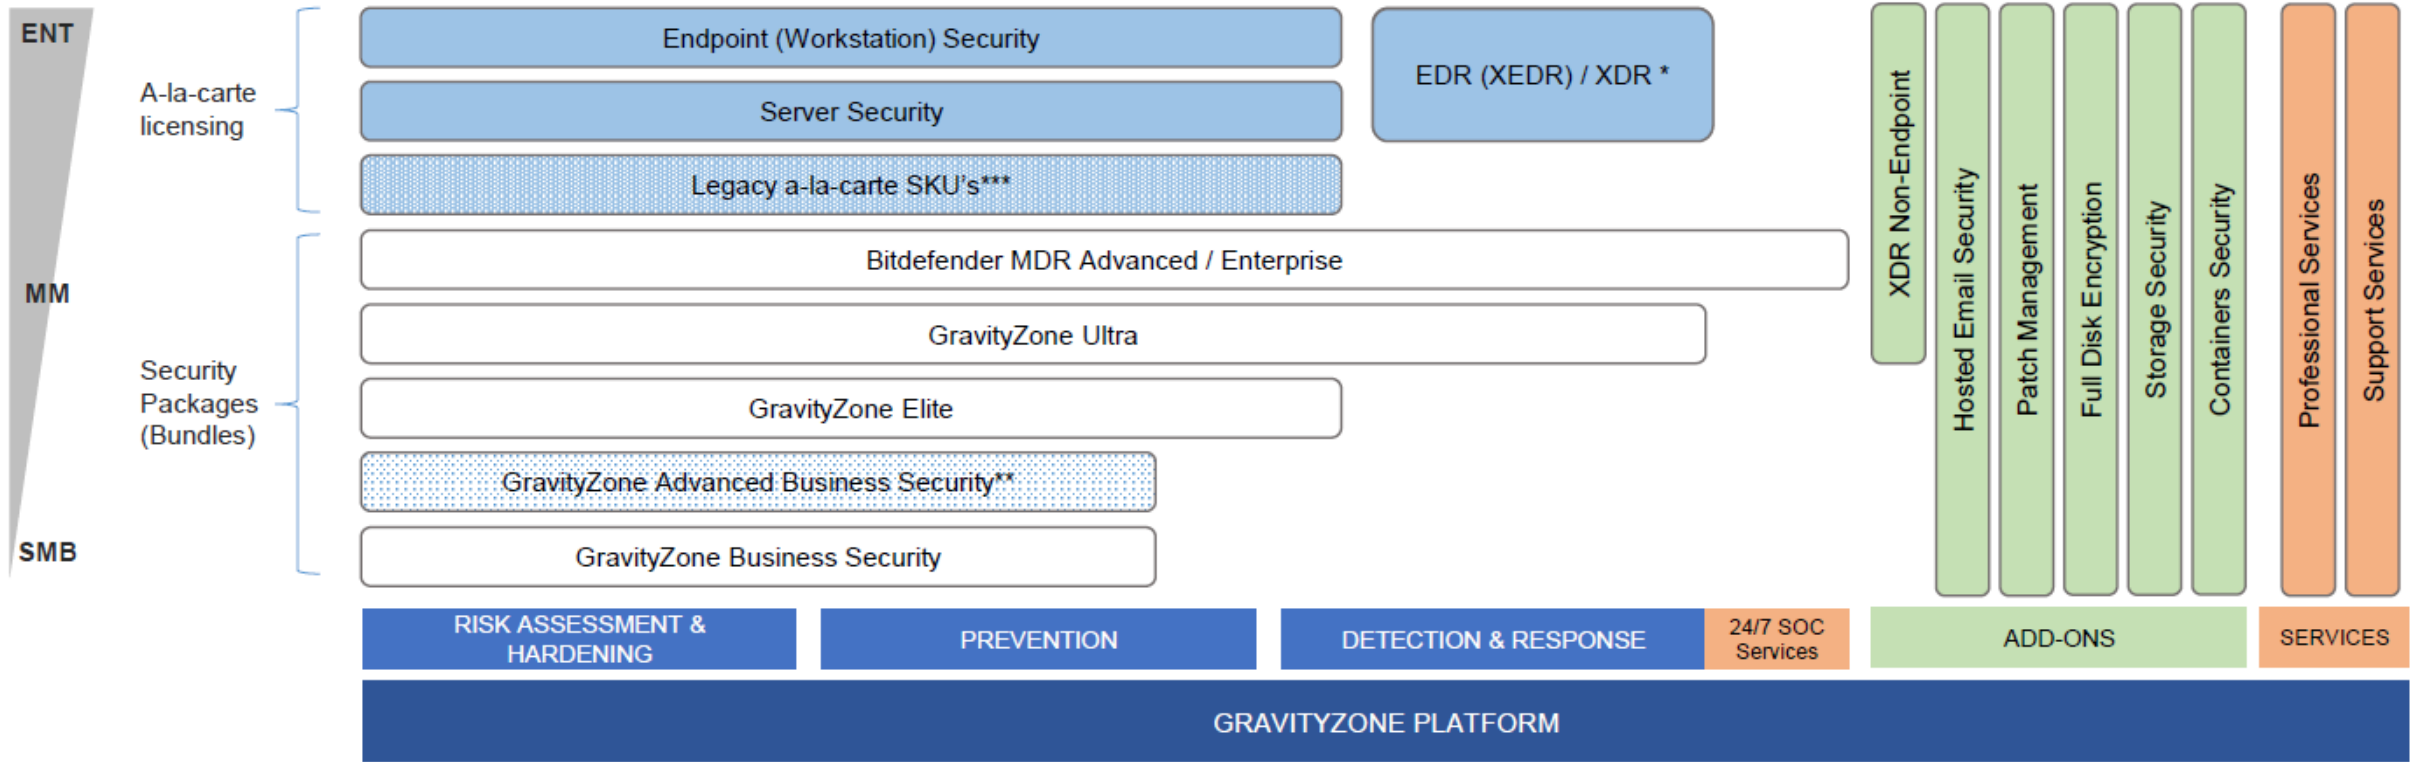 ENT
MM
SMB
A-la-carte
licensing
Security
Packages
(Bundles)
Endpoint (Workstation) Security
Server Security
Legacy a-la-carte SKU's***
EDR (XEDR) / XDR *
Bitdefender MDR Advanced / Enterprise
GravityZone Ultra
GravityZone Elite
GravityZone Advanced Business Security**
GravityZone Business Security
XDR Non-Endpoint
Hosted Email Security
Patch Management
Full Disk Encryption
Storage Security
Containers Security
Professional Services
Support Services
RISK ASSESSMENT &
HARDENING
PREVENTION
DETECTION & RESPONSE
24/7 SOC
Services
ADD-ONS
SERVICES
GRAVITYZONE PLATFORM